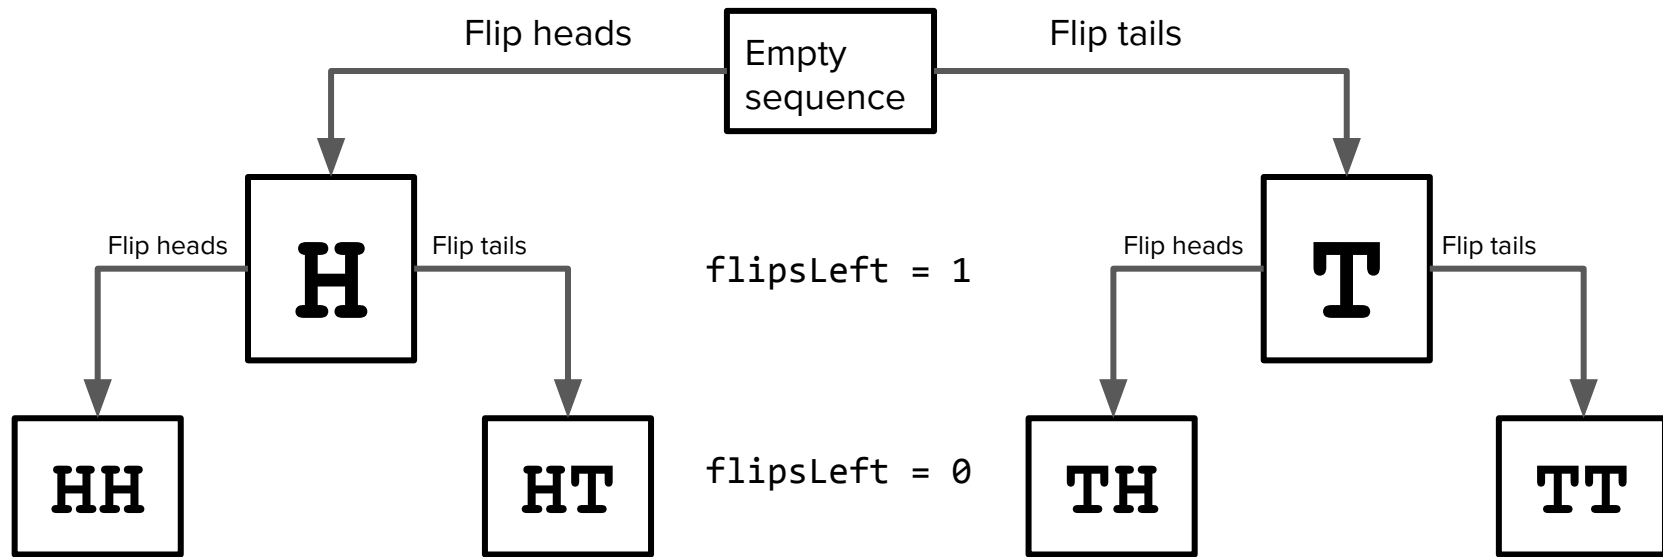 Flip heads
Empty
sequence
Flip tails
H
T
Flip heads
Flip tails
flipsLeft = 1
Flip heads
Flip tails
HH
HT
flipsLeft = 0
TH
TT